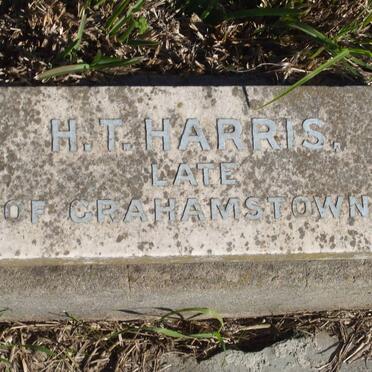 H. T. HARRIS,
LATE
OF GRAHAMSTOWN